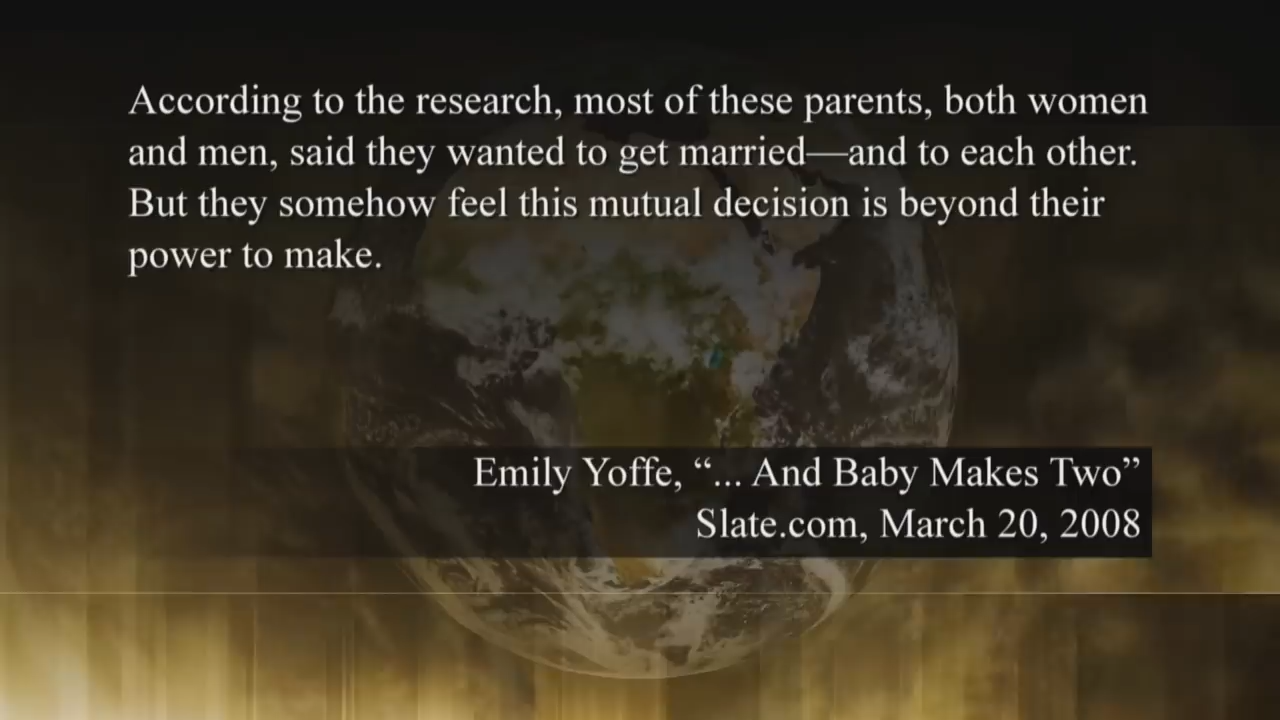 According to the research, most of these parents, both women
and men, said they wanted to get married—and to each other.
But they somehow feel this mutual decision is beyond their
power to make.
Emily Yoffe, “... And Baby Makes Two”
Slate.com, March 20, 2008